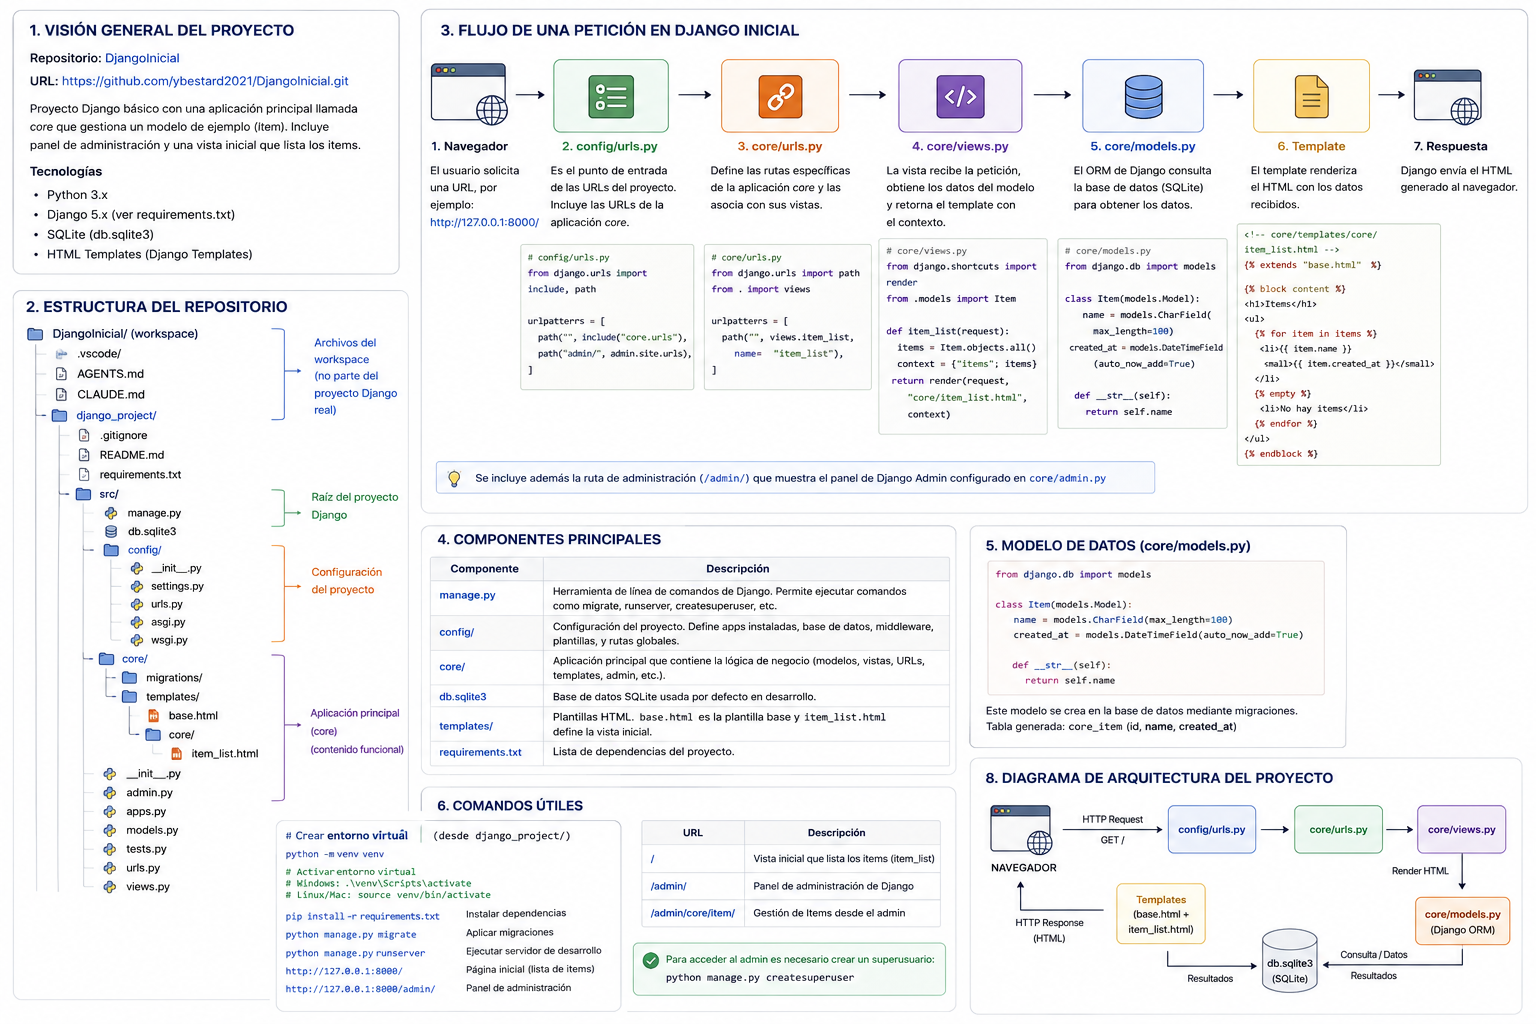 1. VISIÓN GENERAL DEL PROYECTO
Repositorio: DjangoInicial
URL: https://github.com/ybestard2021/DjangoInicial.git
Proyecto Django básico con una aplicación principal llamada
core que gestiona un modelo de ejemplo (Item). Incluye
panel de administración y una vista inicial que lista los items.
Tecnologías
• Python 3.x
• Django 5.x (ver requirements.txt)
• SQLite (db.sqlite3)
• HTML Templates (Django Templates)
2. ESTRUCTURA DEL REPOSITORIO
DjangoInicial/ (workspace)
.vscode/
AGENTS.md
CLAUDE.md
django_project/
.gitignore
README.md
requirements.txt
src/
manage.py
db.sqlite3
config/
__init__.py
settings.py
urls.py
asgi.py
wsgi.py
core/
migrations/
templates/
base.html
core/
item_list.html
__init__.py
admin.py
apps.py
models.py
tests.py
urls.py
views.py
Archivos del
workspace
(no parte del
proyecto Django
real)
Raíz del proyecto
Django
Configuración
del proyecto
Aplicación principal
(core)
(contenido funcional)
3. FLUJO DE UNA PETICIÓN EN DJANGO INICIAL
1. Navegador
El usuario solicita
una URL, por
ejemplo:
http://127.0.0.1:8000/
2. config/urls.py
Es el punto de entrada
de las URLs del proyecto.
Incluye las URLs de la
aplicación core.
# config/urls.py
from django.urls import
include, path
urlpatterrs = [
path("", include("core.urls"),
path("admin/", admin.site.urls),
]
3. core/urls.py
Define las rutas específicas
de la aplicación core y las
asocia con sus vistas.
# core/urls.py
from django.urls import path
from . import views
urlpatterrs = [
path("", views.item_list,
name= "item_list"),
]
4. core/views.py
La vista recibe la petición,
obtiene los datos del modelo
y retorna el template con
el contexto.
# core/views.py
from django.shortcuts import
render
from .models import Item
def item_list(request):
items = Item.objects.all()
context = {"items"; items}
return render(request,
"core/item_list.html",
context)
5. core/models.py
El ORM de Django consulta
la base de datos (SQLite)
para obtener los datos.
# core/models.py
from django.db import models
class Item(models.Model):
name = models.CharField(
max_length=100)
created_at = models.DateTimeField
(auto_now_add=True)
def __str__(self):
return self.name
6. Template
El template renderiza
el HTML con los datos
recibidos.
<!-- core/templates/core/
item_list.html -->
{% extends "base.html" %}
{% block content %}
<h1>Items</h1>
<ul>
{% for item in items %}
<li>{{ item.name }}
<mall>{{ item.created_at }}</small>
</li>
{% empty %}
<li>No hay items</li>
{% endfor %}
</ul>
{% endblock %}
7. Respuesta
Django envía el HTML
generado al navegador.
Se incluye además la ruta de administración (/admin/) que muestra el panel de Django Admin configurado en core/admin.py
4. COMPONENTES PRINCIPALES
Componente Descripción
manage.py Herramienta de línea de comandos de Django. Permite ejecutar comandos
como migrate, runserver, createsuperuser, etc.
config/ Configuración del proyecto. Define apps instaladas, base de datos, middleware,
plantillas, y rutas globales.
core/ Aplicación principal que contiene la lógica de negocio (modelos, vistas, URLs,
templates, admin, etc.).
db.sqlite3 Base de datos SQLite usada por defecto en desarrollo.
templates/ Plantillas HTML. base.html es la plantilla base y item_list.html
define la vista inicial.
requirements.txt Lista de dependencias del proyecto.
5. MODELO DE DATOS (core/models.py)
from django.db import models
class Item(models.Model):
name = models.CharField(max_length=100)
created_at = models.DateTimeField(auto_now_add=True)
def __str__(self):
return self.name
Este modelo se crea en la base de datos mediante migraciones.
Tabla generada: core_item (id, name, created_at)
6. COMANDOS ÚTILES
# Crear entorno virtual (desde django_project/)
python -m venv venv
# Activar entorno virtual
# Windows: .\venv\Scripts\activate
# Linux/Mac: source venv/bin/activate
pip install -r requirements.txt Instalar dependencias
python manage.py migrate Aplicar migraciones
python manage.py runserver Ejecutar servidor de desarrollo
http://127.0.0.1:8000/ Página inicial (lista de items)
http://127.0.0.1:8000/admin/ Panel de administración
URL Descripción
/ Vista inicial que lista los items (item_list)
/admin/ Panel de administración de Django
/admin/core/item/ Gestión de Items desde el admin
Para acceder al admin es necesario crear un superusuario:
python manage.py createsuperuser
8. DIAGRAMA DE ARQUITECTURA DEL PROYECTO
NAVEGADOR
HTTP Request
GET /
config/urls.py
core/urls.py
core/views.py
Render HTML
core/models.py
(Django ORM)
Templates
(base.html +
item_list.html)
HTTP Response
(HTML)
db.sqlite3
(SQLite)
Consulta / Datos
Resultados
Resultados